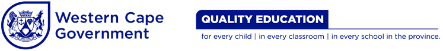 Western Cape
Government
QUALITY EDUCATION
for every child | in every classroom | in every school in the province.